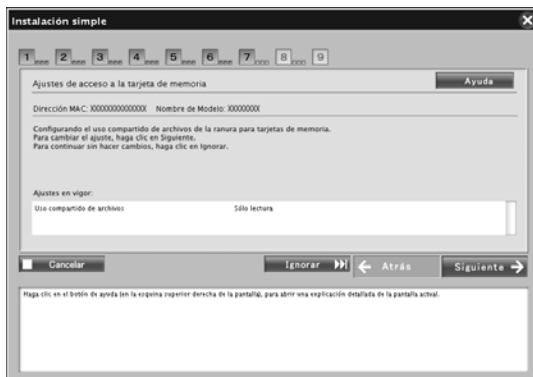 Instalación simple
1 2 3 4 5 6 7 8 9
Ajustes de acceso a la tarjeta de memoria
Ayuda
Dirección MAC: XXXXXXXXXXXXXX Nombre de Modelo: XXXXXXXX
Configurando el uso compartido de archivos de la ranura para tarjetas de memoria.
Para cambiar el ajuste, haga clic en Siguiente.
Para continuar sin hacer cambios, haga clic en Ignorar.
Ajustes en vigor:
Uso compartido de archivos Sólo lectura
Cancelar Ignorar Atrás Siguiente
Haga clic en el botón de ayuda (en la esquina superior derecha de la pantalla), para abrir una explicación detallada de la pantalla actual.